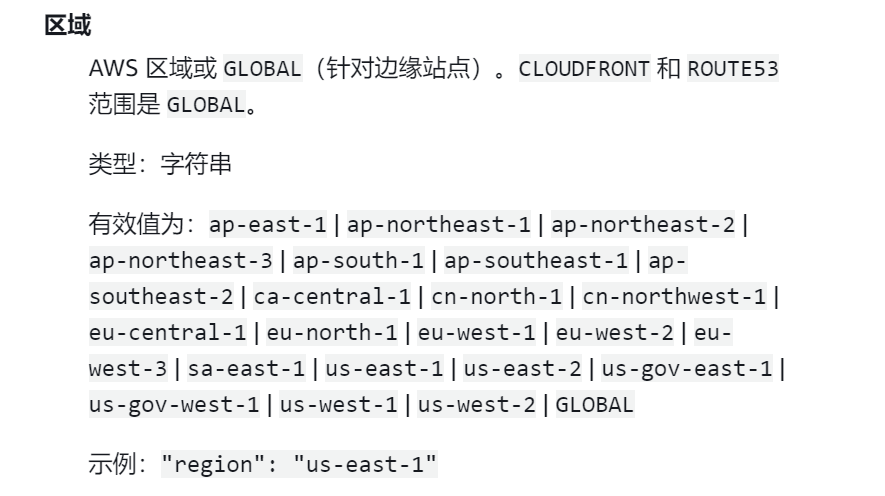 区域
AWS 区域或 GLOBAL（针对边缘站点）。CLOUDFRONT 和 ROUTE53
范围是 GLOBAL。
类型：字符串
有效值为：ap-east-1 | ap-northeast-1 | ap-northeast-2 |
ap-northeast-3 | ap-south-1 | ap-southeast-1 | ap-
southeast-2 | ca-central-1 | cn-north-1 | cn-northwest-1 |
eu-central-1 | eu-north-1 | eu-west-1 | eu-west-2 | eu-
west-3 | sa-east-1 | us-east-1 | us-east-2 | us-gov-east-1 |
us-gov-west-1 | us-west-1 | us-west-2 | GLOBAL
示例："region": "us-east-1"